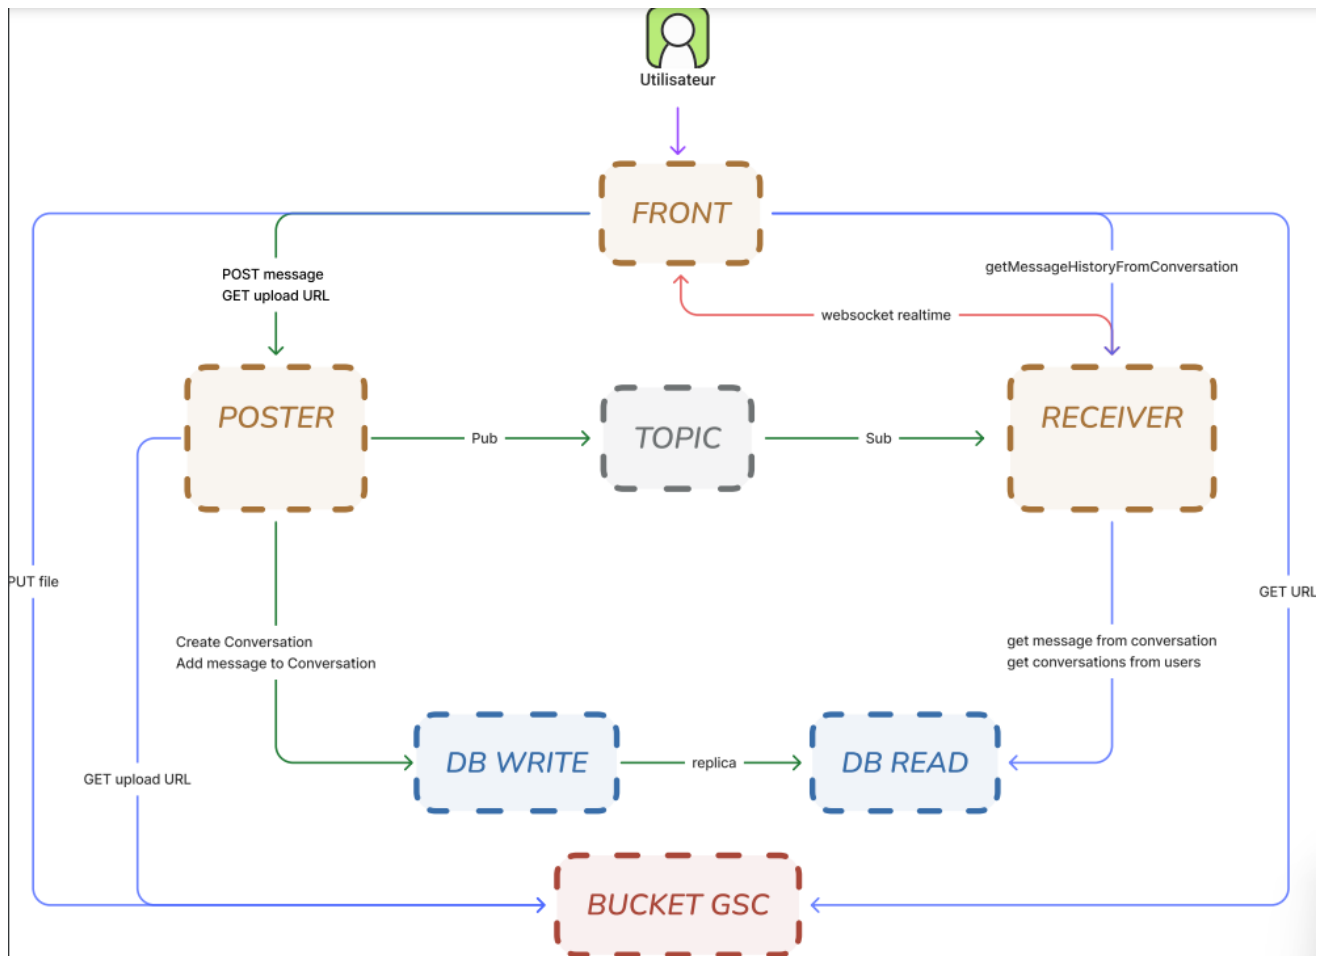 Utilisateur
FRONT
POST message
GET upload URL
getMessageHistoryFromConversation
websocket realtime
POSTER
Pub
TOPIC
Sub
RECEIVER
PUT file
GET URL
Create Conversation
Add message to Conversation
get message from conversation
get conversations from users
DB WRITE
replica
DB READ
GET upload URL
BUCKET GSC